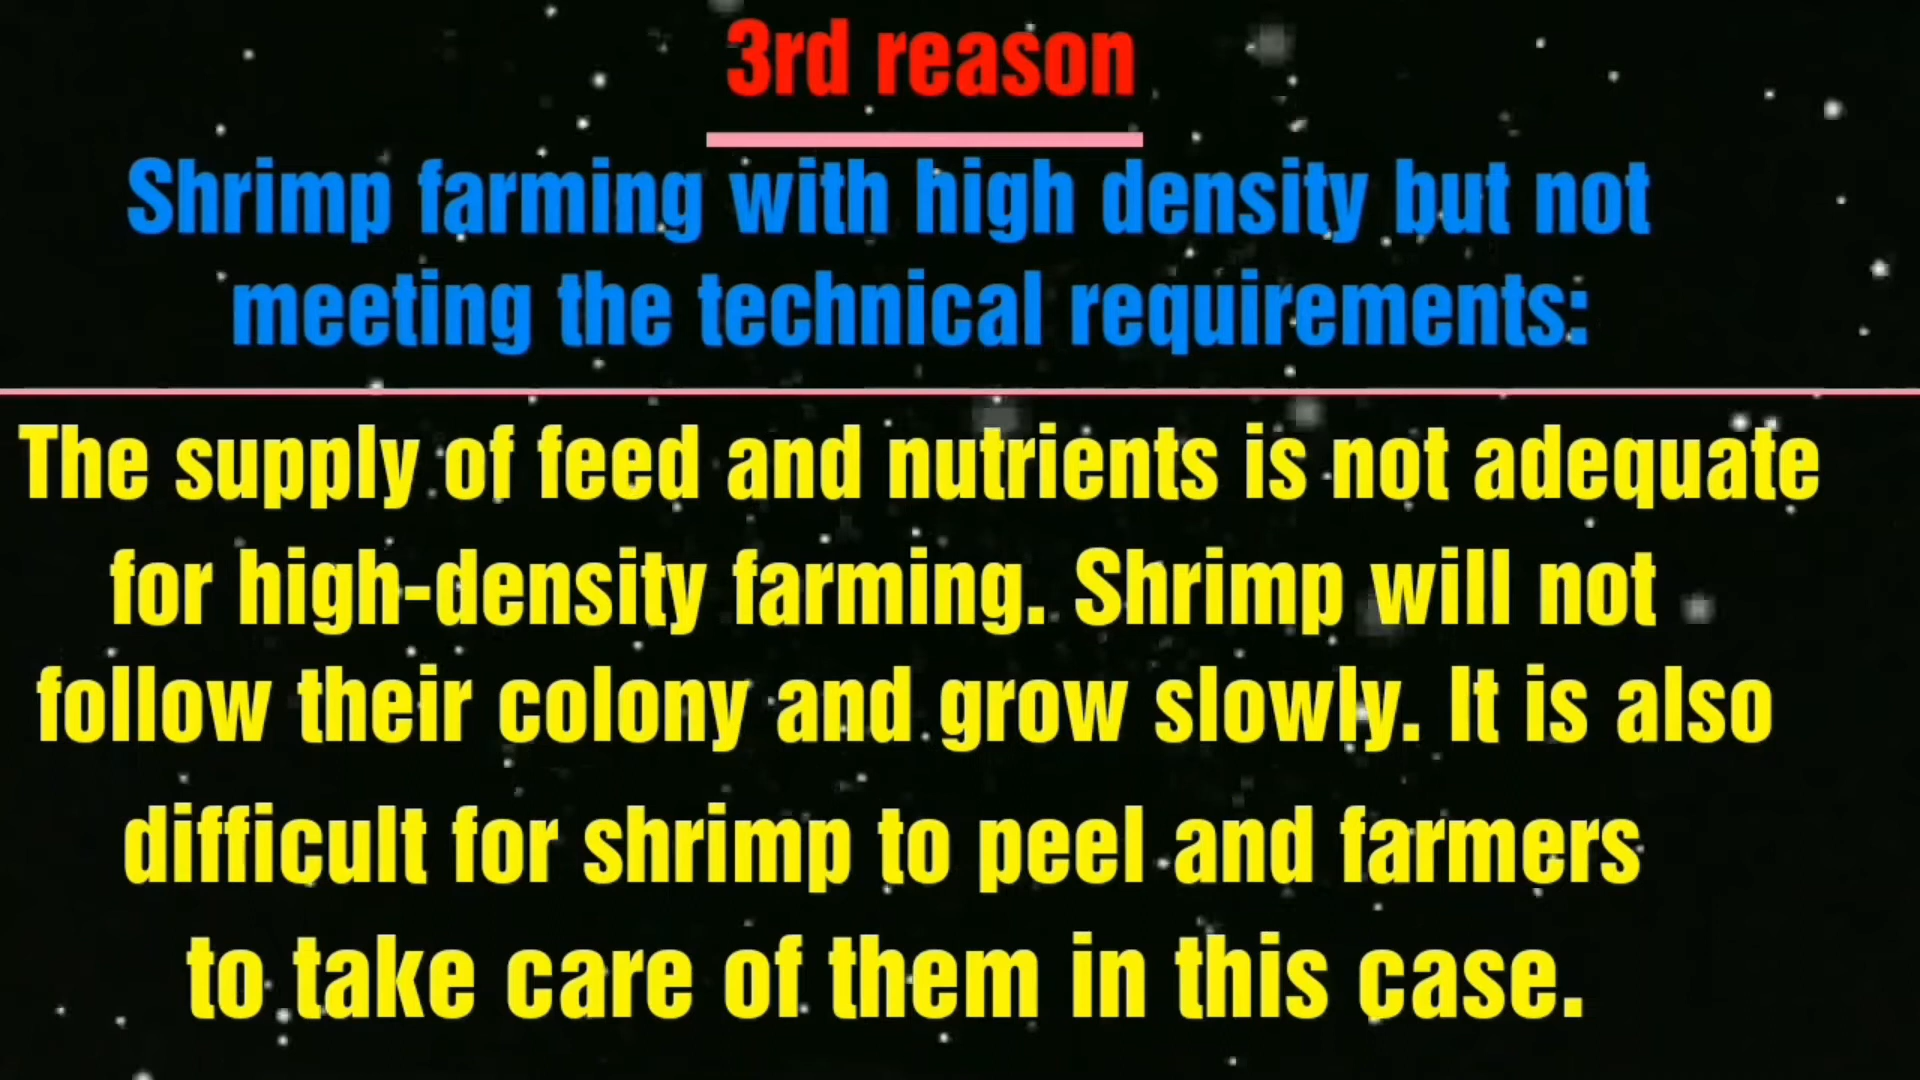 3rd reason
Shrimp farming with high density but not
meeting the technical requirements:
The supply of feed and nutrients is not adequate
for high-density farming. Shrimp will not
follow their colony and grow slowly. It is also
difficult for shrimp to peel and farmers
to take care of them in this case.